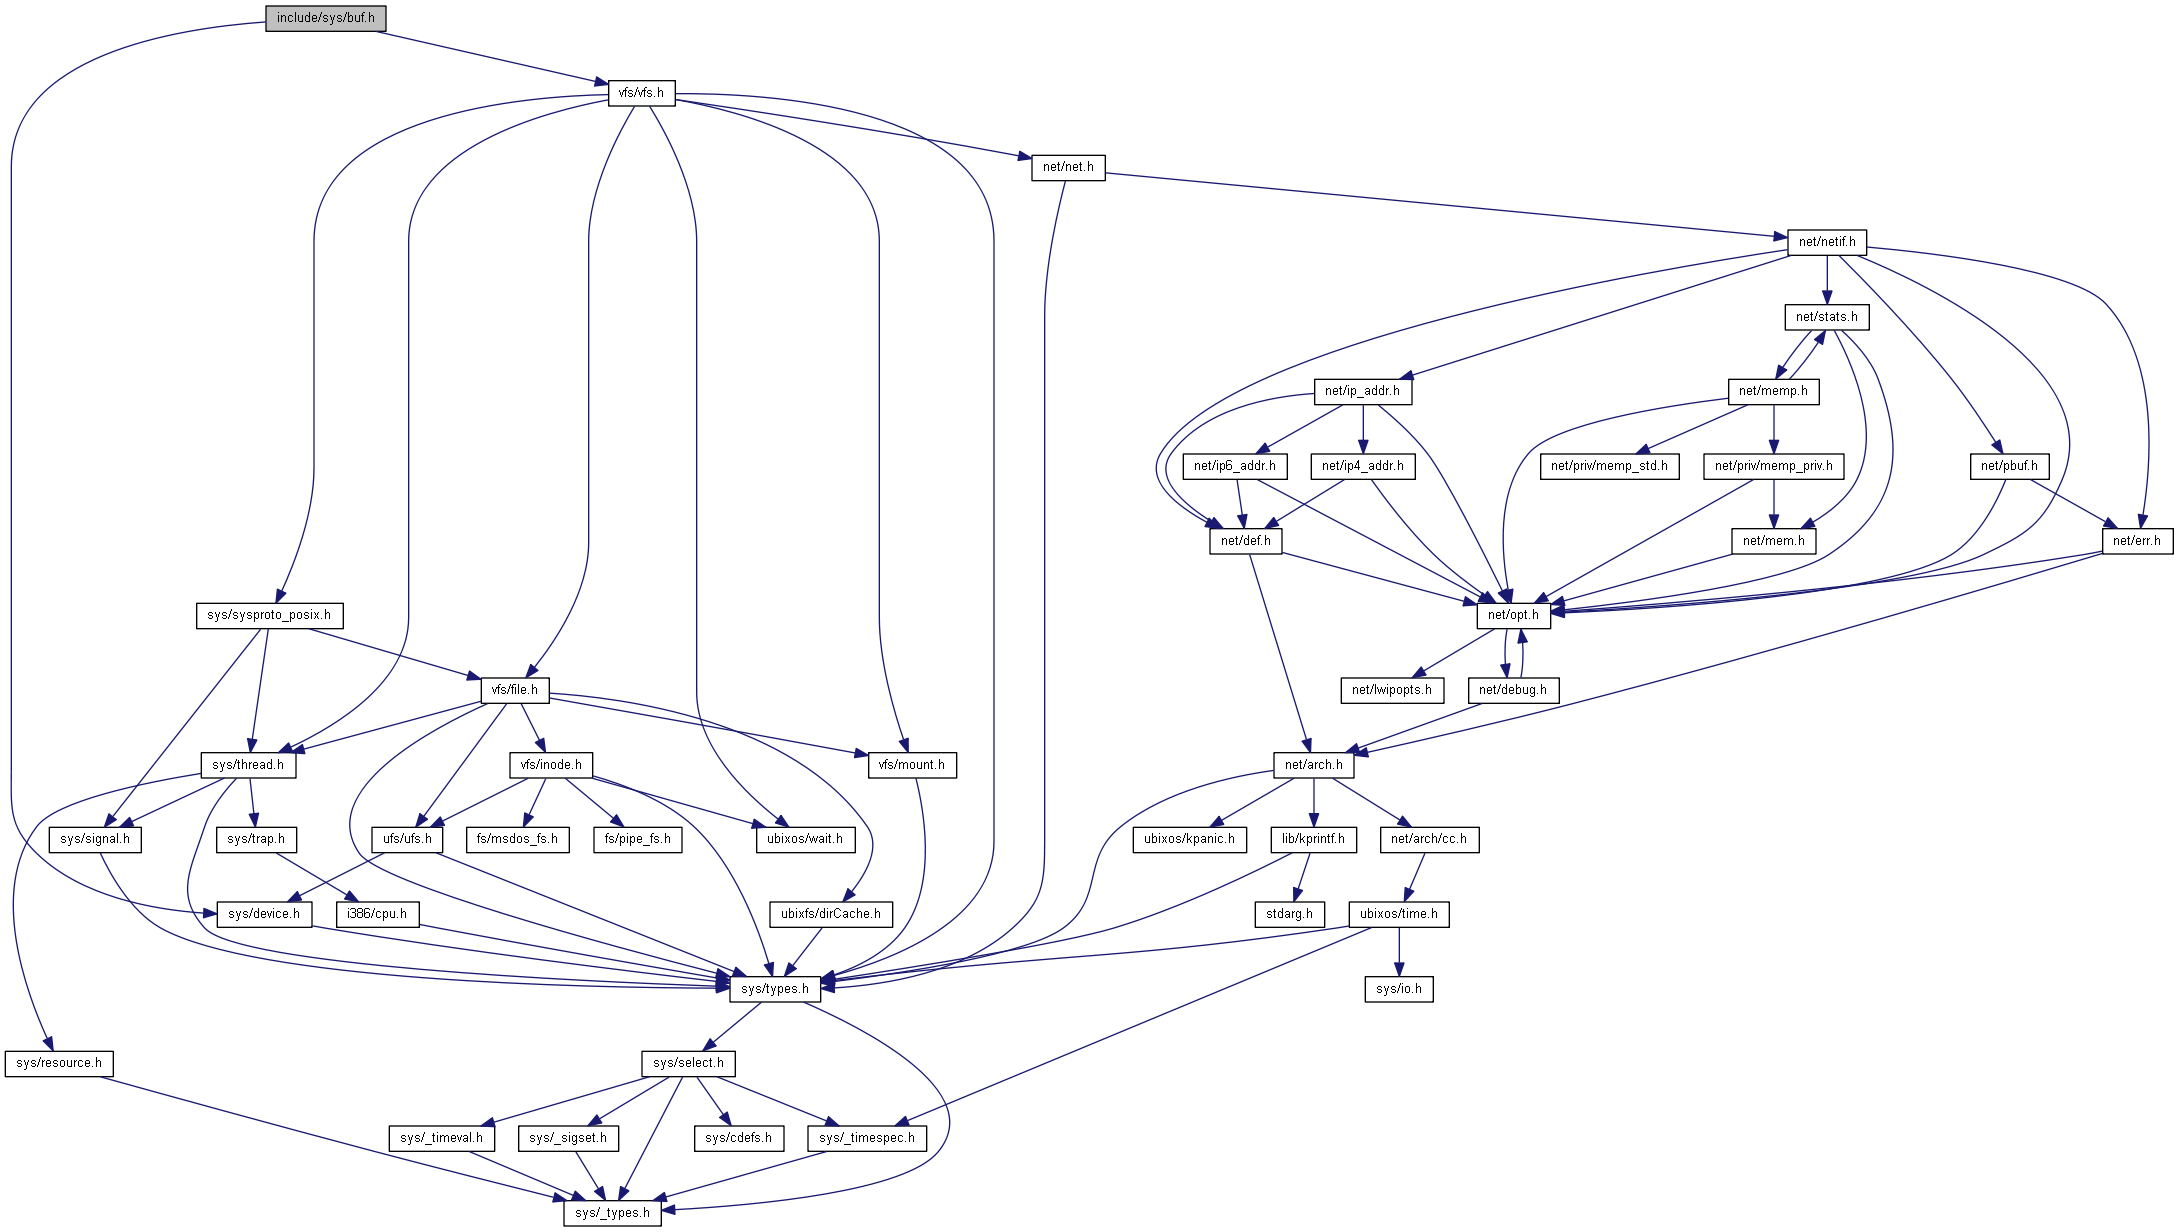 include/sys/buf.h
vfs/vfs.h
net/net.h
net/netif.h
net/stats.h
net/ip_addr.h
net/memp.h
net/ip6_addr.h
net/ip4_addr.h
net/priv/memp_std.h
net/priv/memp_priv.h
net/pbuf.h
net/def.h
net/mem.h
net/err.h
sys/sysproto_posix.h
net/opt.h
vfs/file.h
net/lwipopts.h
net/debug.h
sys/thread.h
vfs/inode.h
vfs/mount.h
net/arch.h
sys/signal.h
sys/trap.h
ufs/ufs.h
fs/msdos_fs.h
fs/pipe_fs.h
ubixos/wait.h
ubixos/kpanic.h
lib/kprintf.h
net/arch/cc.h
sys/device.h
i386/cpu.h
ubixfs/dirCache.h
stdarg.h
ubixos/time.h
sys/types.h
sys/io.h
sys/resource.h
sys/select.h
sys/_timeval.h
sys/_sigset.h
sys/cdefs.h
sys/_timespec.h
sys/_types.h